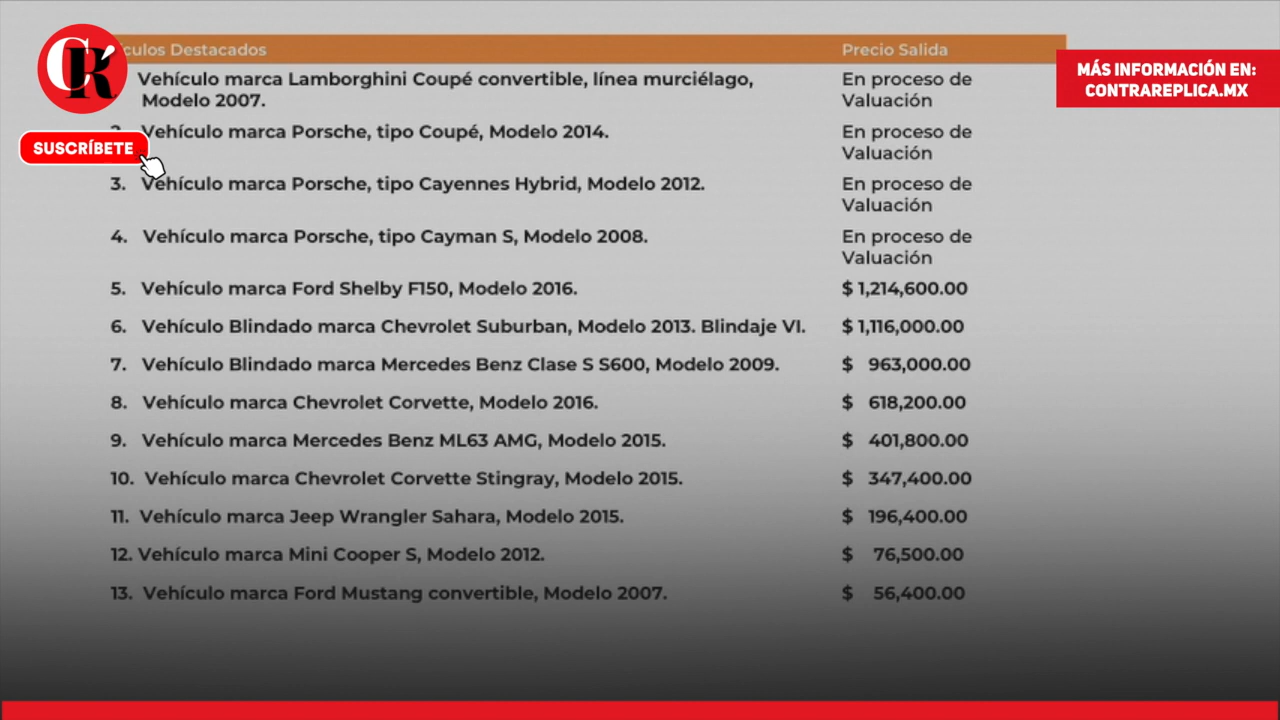 CR
culos Destacados Precio Salida
MÁS INFORMACIÓN EN:
CONTRAREPLICA.MX
Vehículo marca Lamborghini Coupé convertible, línea murciélago, En proceso de
Modelo 2007. Valuación
Vehículo marca Porsche, tipo Coupé, Modelo 2014. En proceso de
Valuación
SUSCRÍBETE
3. Vehículo marca Porsche, tipo Cayennes Hybrid, Modelo 2012. En proceso de
Valuación
4. Vehículo marca Porsche, tipo Cayman S, Modelo 2008. En proceso de
Valuación
5. Vehículo marca Ford Shelby F150, Modelo 2016. $ 1,214,600.00
6. Vehículo Blindado marca Chevrolet Suburban, Modelo 2013. Blindaje VI. $ 1,116,000.00
7. Vehículo Blindado marca Mercedes Benz Clase S S600, Modelo 2009. $ 963,000.00
8. Vehículo marca Chevrolet Corvette, Modelo 2016. $ 618,200.00
9. Vehículo marca Mercedes Benz ML63 AMG, Modelo 2015. $ 401,800.00
10. Vehículo marca Chevrolet Corvette Stingray, Modelo 2015. $ 347,400.00
11. Vehículo marca Jeep Wrangler Sahara, Modelo 2015. $ 196,400.00
12. Vehículo marca Mini Cooper S, Modelo 2012. $ 76,500.00
13. Vehículo marca Ford Mustang convertible, Modelo 2007. $ 56,400.00